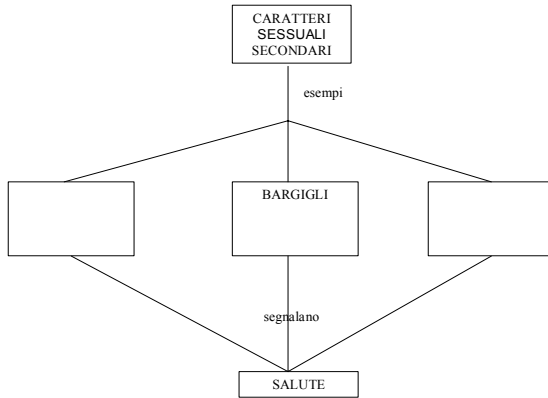 CARATTERI
SESSUALI
SECONDARI
esempi
BARGIGLI
segnalano
SALUTE